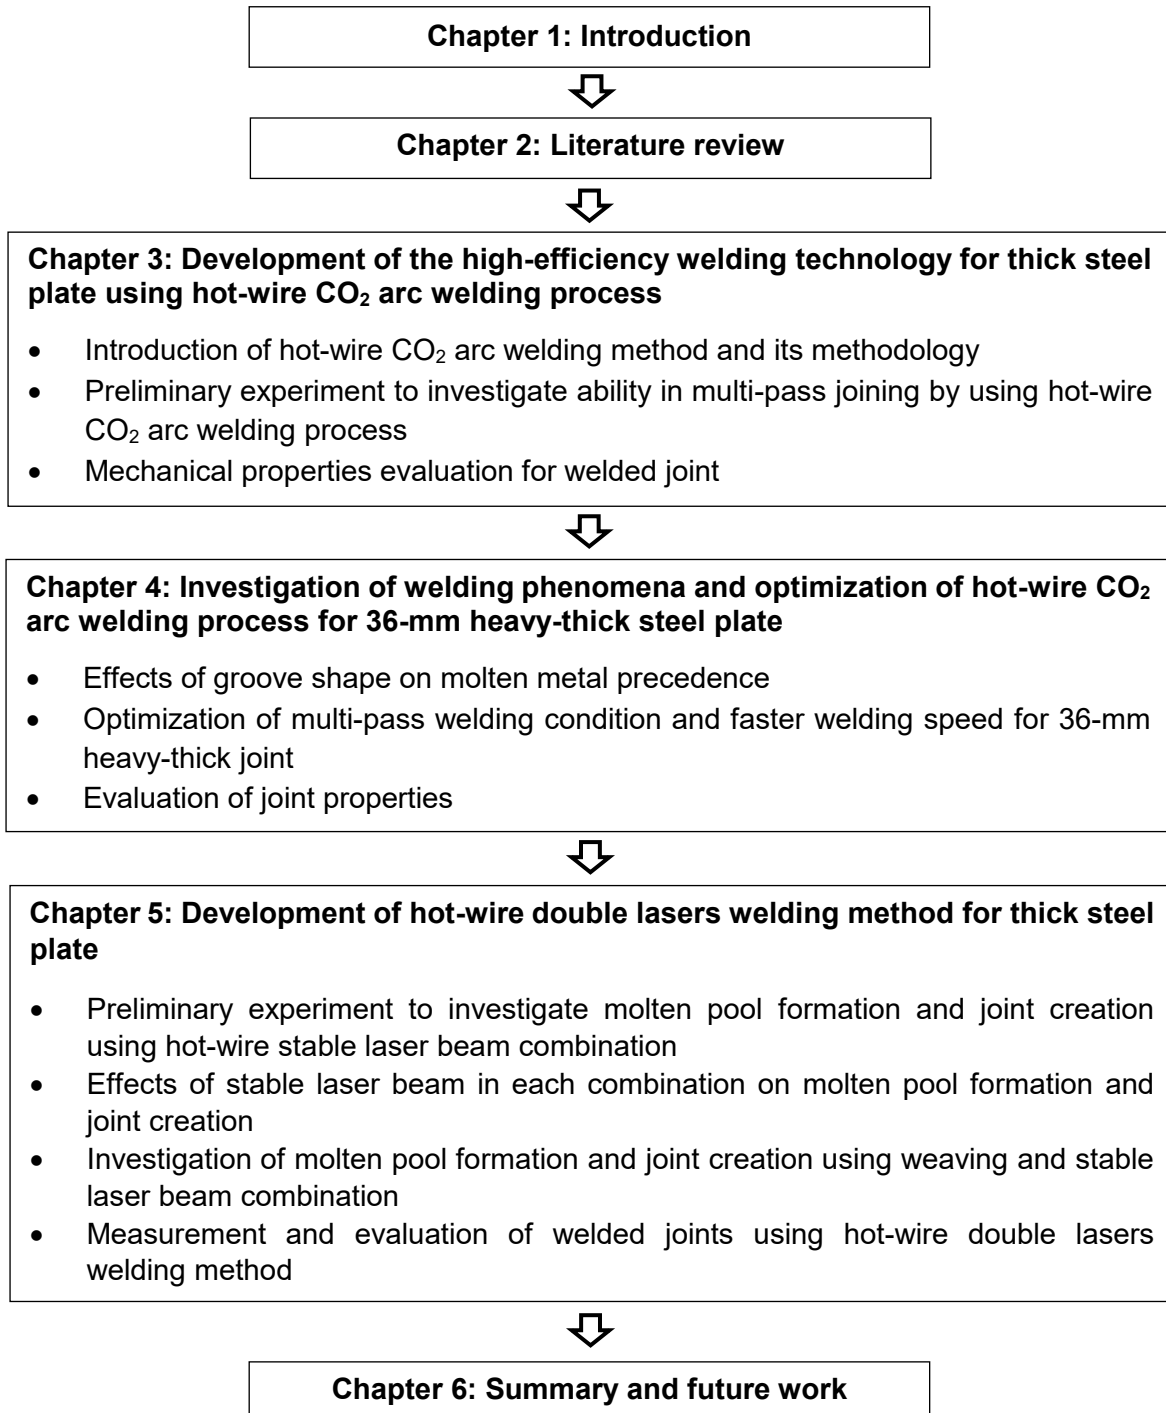 Chapter 1: Introduction
Chapter 2: Literature review
Chapter 3: Development of the high-efficiency welding technology for thick steel
plate using hot-wire CO₂ arc welding process
• Introduction of hot-wire CO₂ arc welding method and its methodology
• Preliminary experiment to investigate ability in multi-pass joining by using hot-wire
CO₂ arc welding process
• Mechanical properties evaluation for welded joint
Chapter 4: Investigation of welding phenomena and optimization of hot-wire CO₂
arc welding process for 36-mm heavy-thick steel plate
• Effects of groove shape on molten metal precedence
• Optimization of multi-pass welding condition and faster welding speed for 36-mm
heavy-thick joint
• Evaluation of joint properties
Chapter 5: Development of hot-wire double lasers welding method for thick steel
plate
• Preliminary experiment to investigate molten pool formation and joint creation
using hot-wire stable laser beam combination
• Effects of stable laser beam in each combination on molten pool formation and
joint creation
• Investigation of molten pool formation and joint creation using weaving and stable
laser beam combination
• Measurement and evaluation of welded joints using hot-wire double lasers
welding method
Chapter 6: Summary and future work